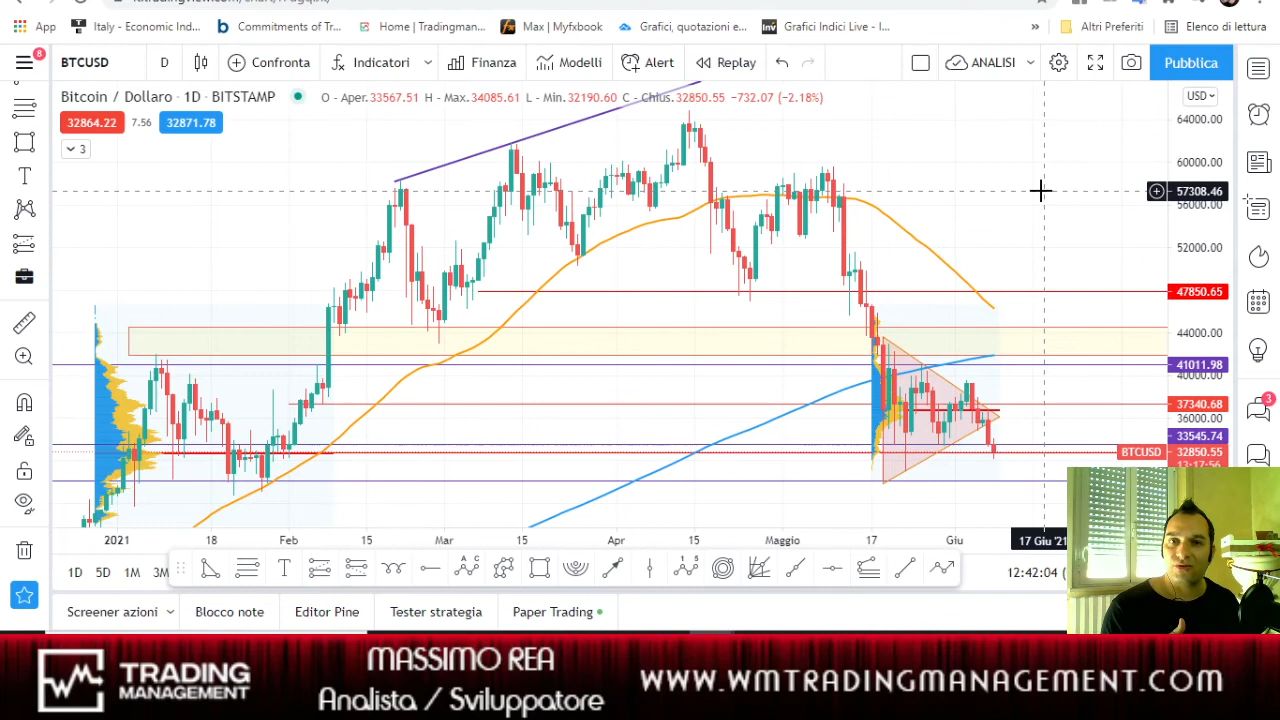 App
Italy - Economic Ind...
Commitments of Tr...
Home | Tradingman...
Max | Myfxbook
Grafici, quotazioni e...
Grafici Indici Live - I...
»
Altri Preferiti
Elenco di lettura
8
BTCUSD
D
Confronta
Indicatori
Finanza
Modelli
Alert
Replay
ANALISI
Pubblica
Bitcoin / Dollaro · 1D · BITSTAMP
O - Aper.33567.51 H - Max.34085.61 L - Min.32190.60 C - Chius.32850.55 −732.07 (−2.18%)
USD
32864.22
7.56
32871.78
3
64000.00
60000.00
57308.46
56000.00
52000.00
47850.65
44000.00
41011.98
40000.00
37340.68
36000.00
33545.74
BTCUSD
32850.55
13:17:56
3
2021
18
Feb
15
Mar
15
Apr
15
Maggio
17
Giu
17 Giu '21
1D
5D
1M
3M
12:42:04
Screener azioni
Blocco note
Editor Pine
Tester strategia
Paper Trading
TRADING
MANAGEMENT
MASSIMO REA
Analista / Sviluppatore
WWW.WMTRADINGMANAGEMENT.COM